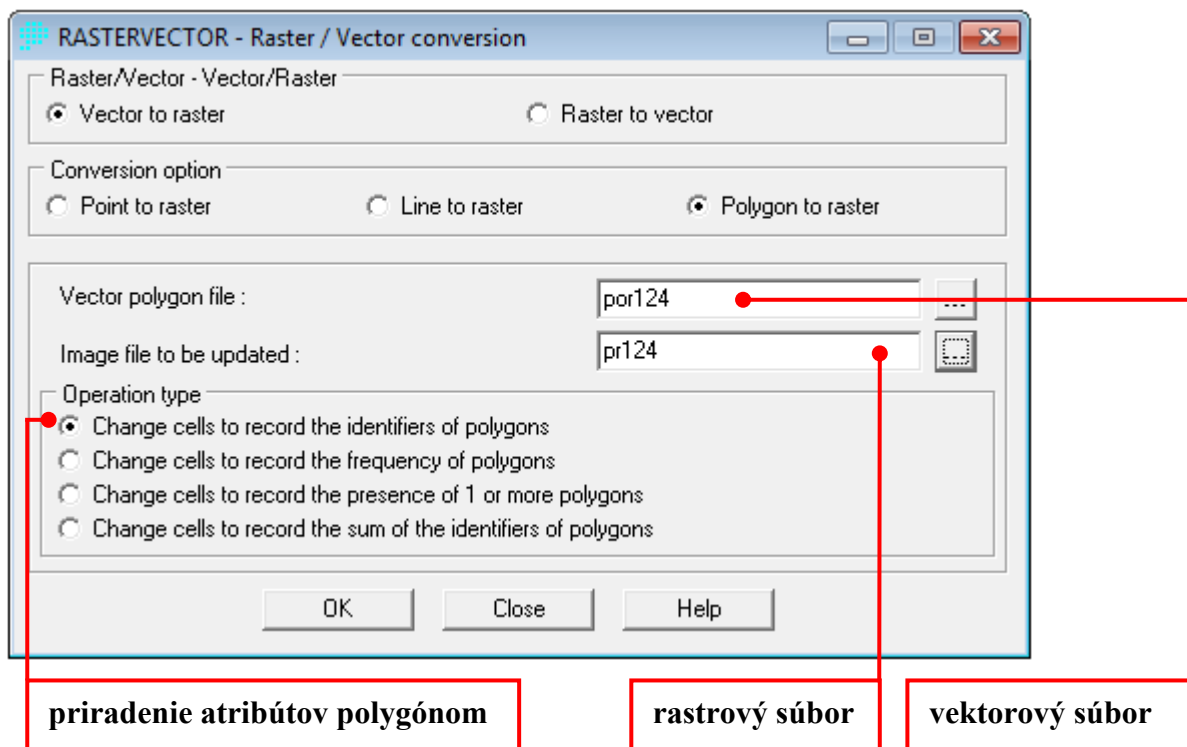 RASTERVECTOR - Raster / Vector conversion
Raster/Vector - Vector/Raster
Vector to raster
Raster to vector
Conversion option
Point to raster
Line to raster
Polygon to raster
Vector polygon file :
por124
...
Image file to be updated :
pr124
...
Operation type
Change cells to record the identifiers of polygons
Change cells to record the frequency of polygons
Change cells to record the presence of 1 or more polygons
Change cells to record the sum of the identifiers of polygons
OK
Close
Help
priradenie atribútov polygónom
rastrový súbor
vektorový súbor